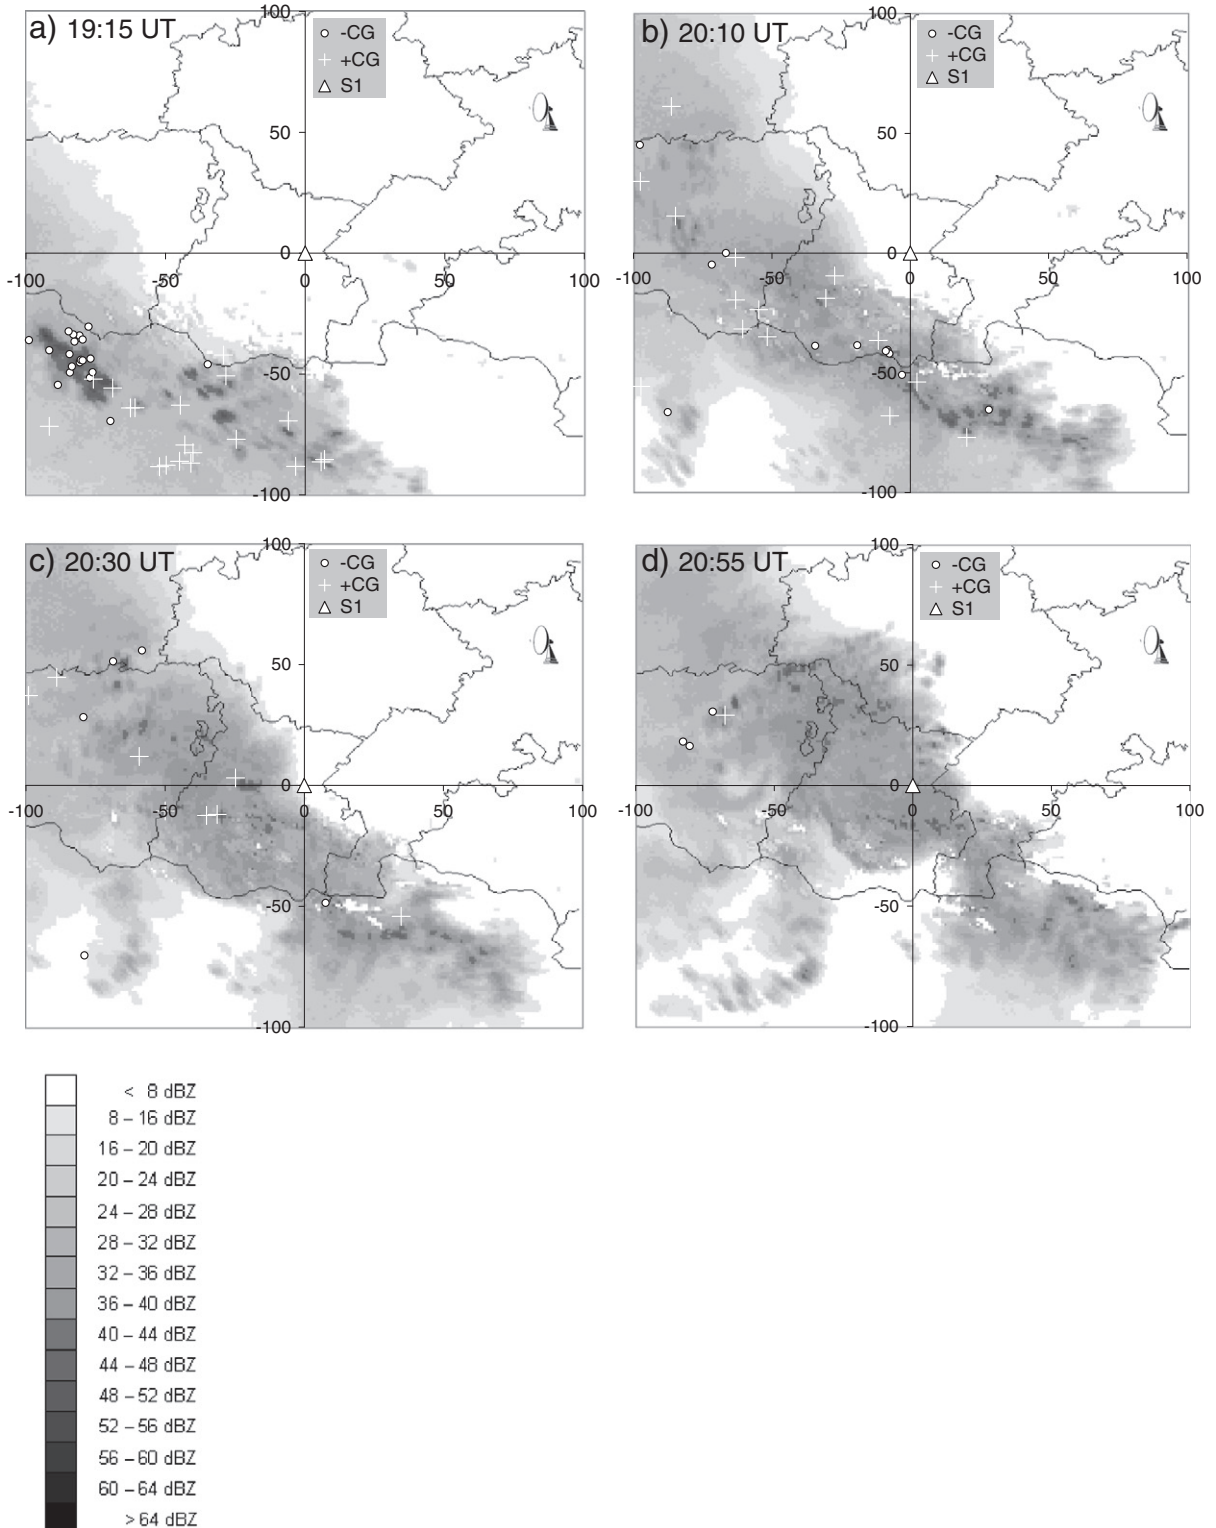 a) 19:15 UT
100
-CG
+CG
S1
50
0
-100
-50
0
50
100
-50
-100
b) 20:10 UT
100
-CG
+CG
S1
50
0
-100
-50
0
50
100
-50
-100
c) 20:30 UT
100
-CG
+CG
S1
50
0
-100
-50
0
50
100
-50
-100
d) 20:55 UT
100
-CG
+CG
S1
50
0
-100
-50
0
50
100
-50
-100
< 8 dBZ
8 – 16 dBZ
16 – 20 dBZ
20 – 24 dBZ
24 – 28 dBZ
28 – 32 dBZ
32 – 36 dBZ
36 – 40 dBZ
40 – 44 dBZ
44 – 48 dBZ
48 – 52 dBZ
52 – 56 dBZ
56 – 60 dBZ
60 – 64 dBZ
> 64 dBZ